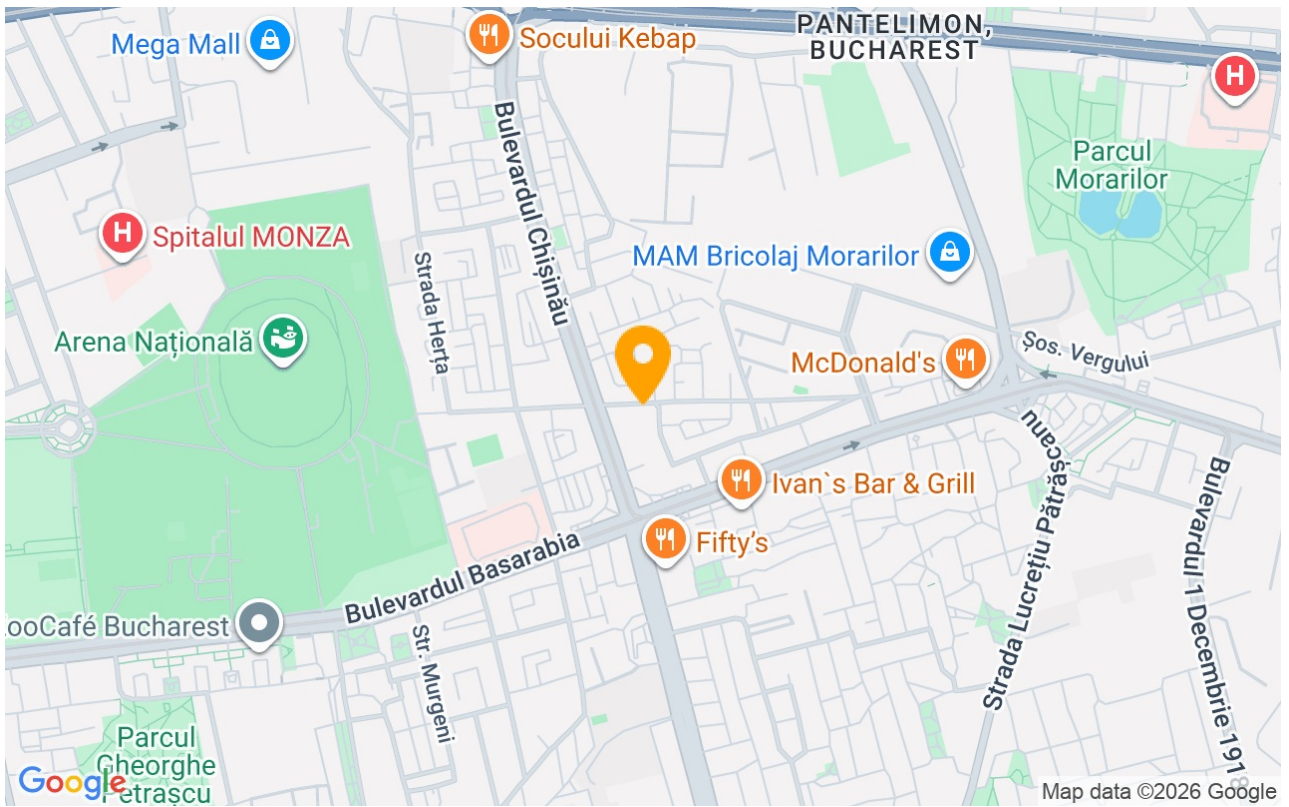 PANTELIMON,
BUCHAREST
Mega Mall
Socului Kebap
H
Bulevardul Chișinău
Parcul
Morarilor
H
Spitalul MONZA
MAM Bricolaj Morarilor
Strada Herța
Arena Națională
McDonald's
Șos. Vergului
Ivan`s Bar & Grill
Strada Lucrețiu Pătrășcanu
Bulevardul 1 Decembrie 1918
Fifty's
Bulevardul Basarabia
ooCafé Bucharest
Str. Murgeni
Parcul
Gheorghe
Petrașcu
Google
Map data ©2026 Google